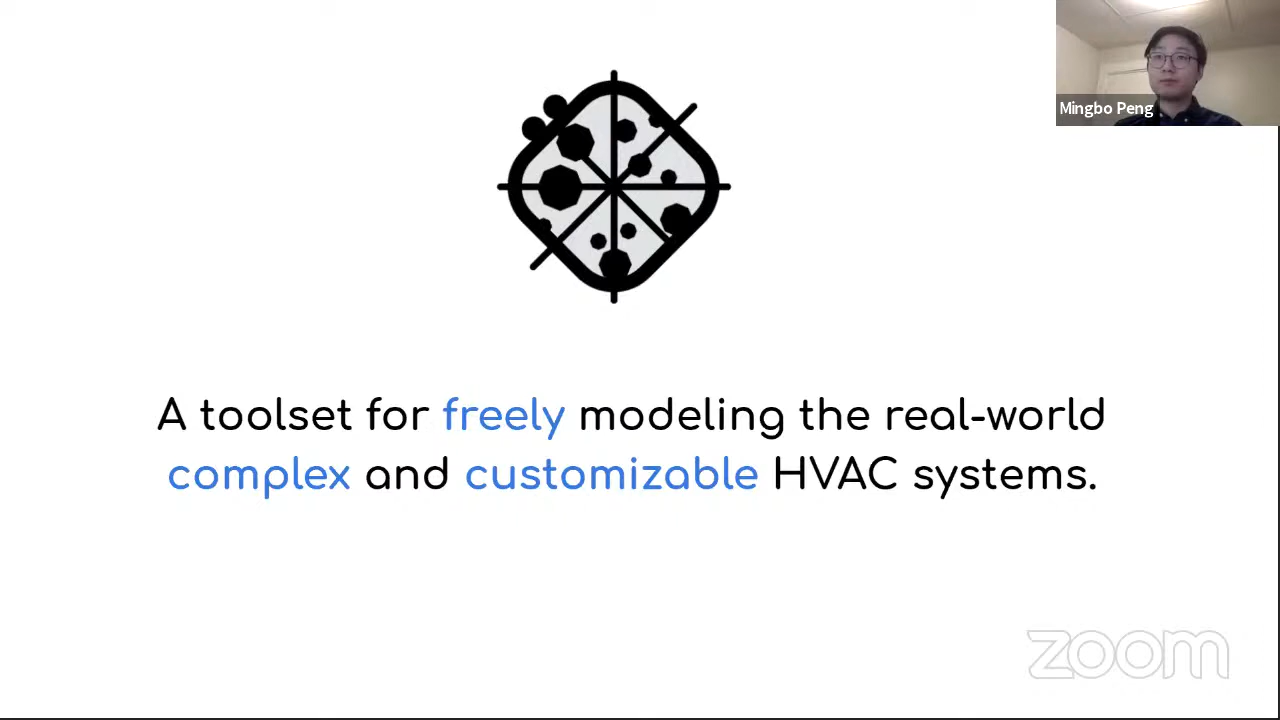 Mingbo Peng
A toolset for freely modeling the real-world
complex and customizable HVAC systems.
zoom